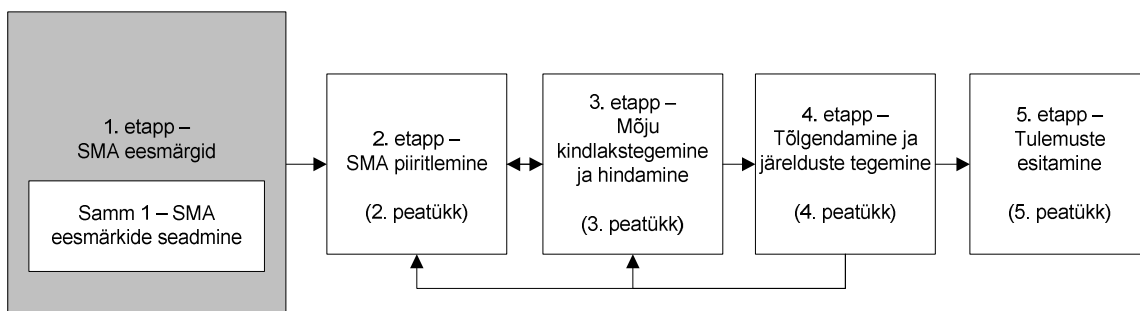 1. etapp –
SMA eesmärgid
Samm 1 – SMA
eesmärkide seadmine
2. etapp –
SMA piiritlemine
(2. peatükk)
3. etapp –
Mõju
kindlakstegemine
ja hindamine
(3. peatükk)
4. etapp –
Tõlgendamine ja
järelduste tegemine
(4. peatükk)
5. etapp –
Tulemuste
esitamine
(5. peatükk)